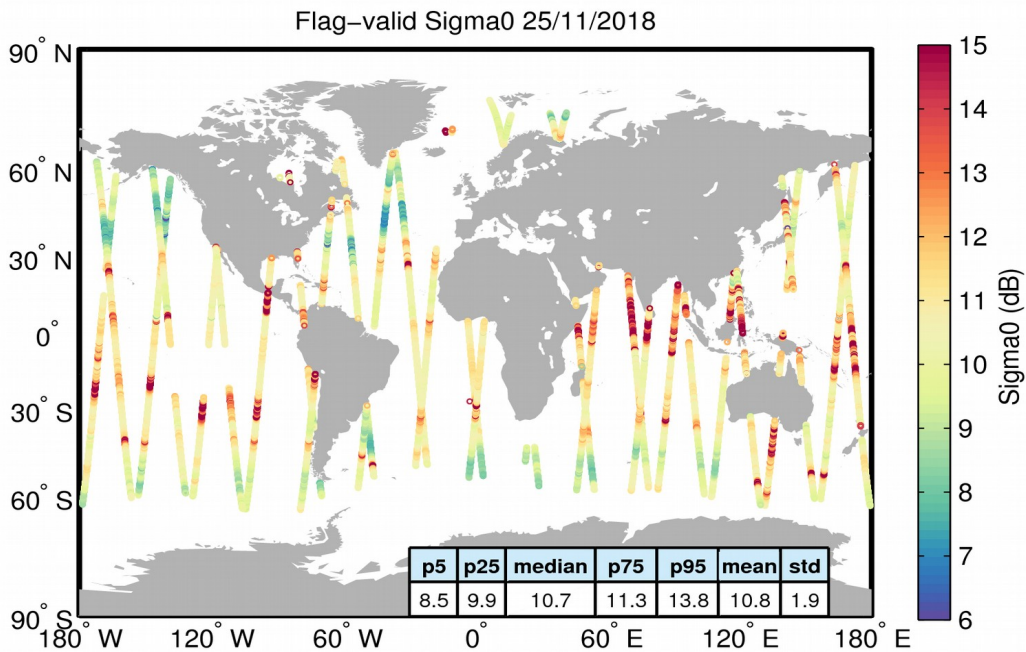 Flag−valid Sigma0 25/11/2018
90° N
60° N
30° N
0°
30° S
60° S
90° S
180° W
120° W
60° W
0°
60° E
120° E
180° E
p5 p25 median p75 p95 mean std
8.5 9.9 10.7 11.3 13.8 10.8 1.9
15
14
13
12
11
10
9
8
7
6
Sigma0 (dB)